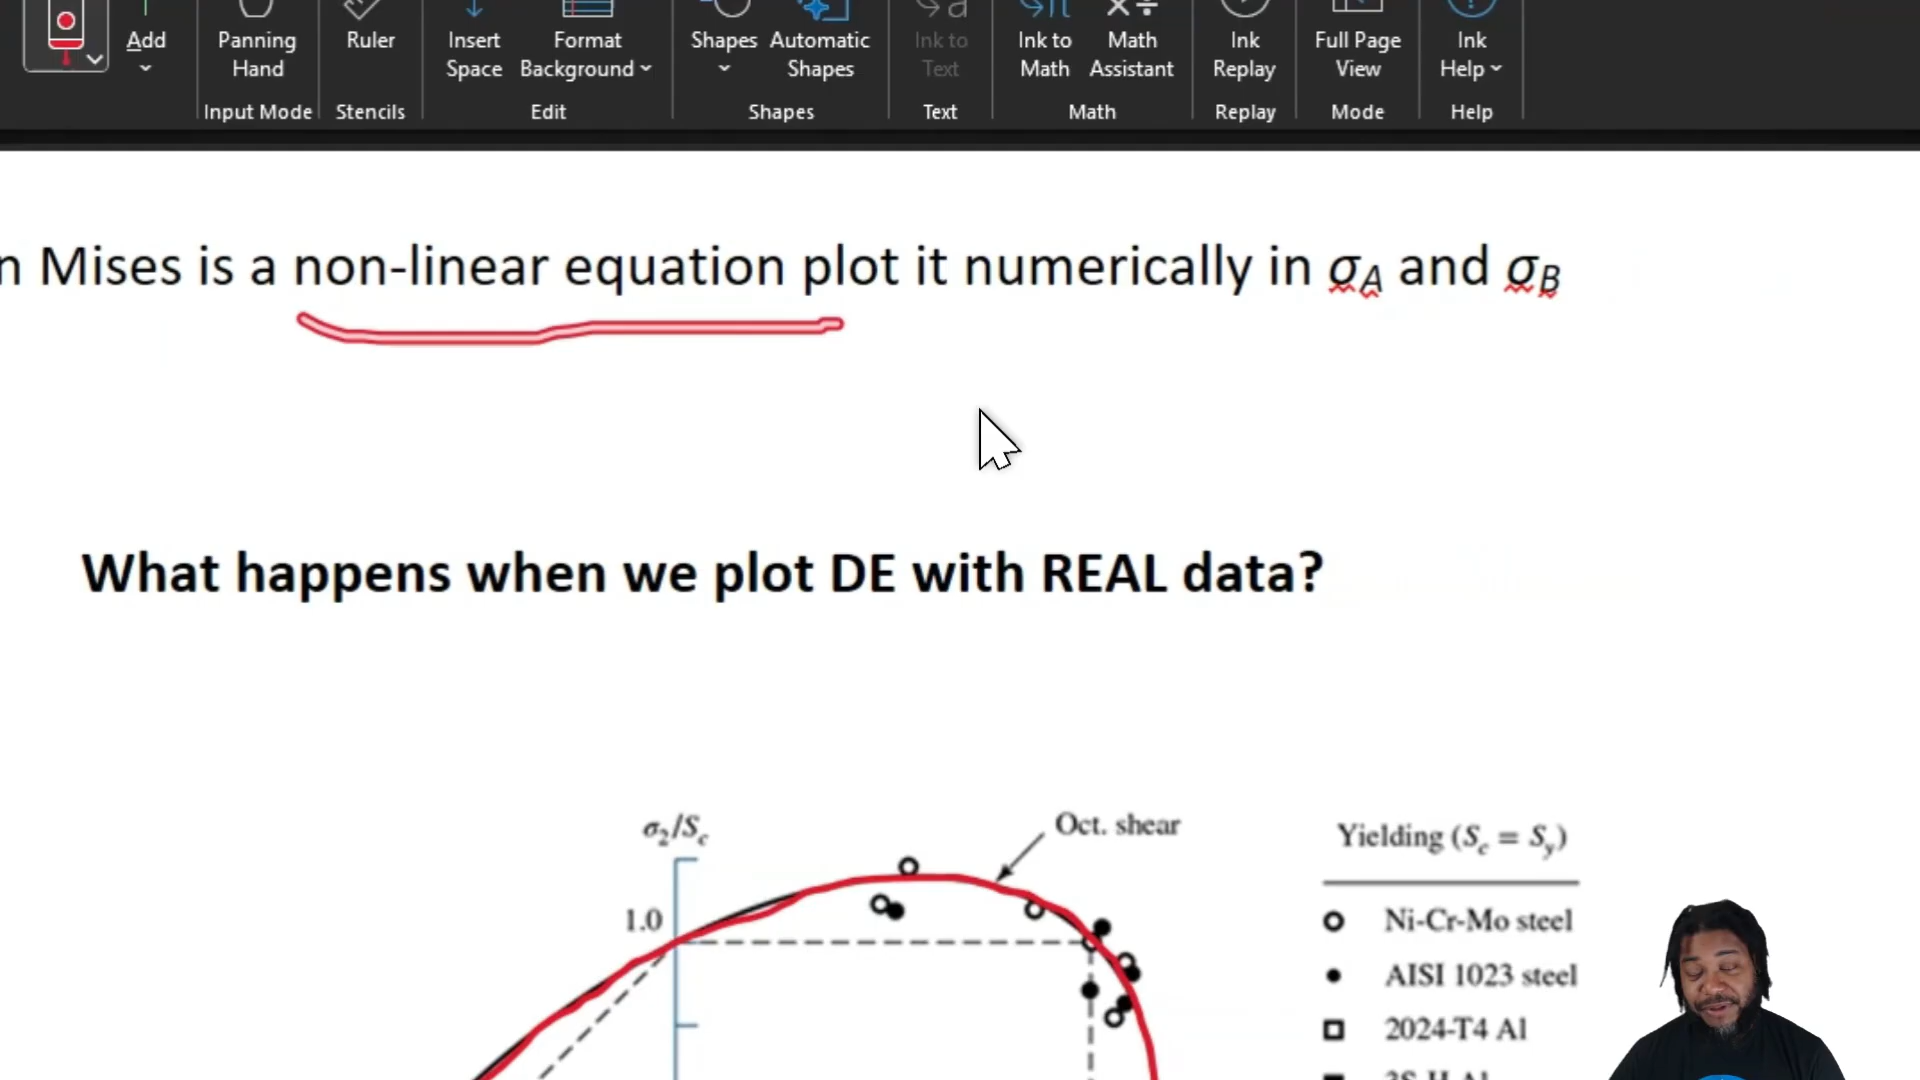 Add
Panning Hand
Input Mode
Ruler
Stencils
Insert Space
Format Background
Edit
Shapes
Automatic Shapes
Shapes
Ink to Text
Text
Ink to Math
Math Assistant
Math
Ink Replay
Replay
Full Page View
Mode
Ink Help
Help
n Mises is a non-linear equation plot it numerically in σA and σB
What happens when we plot DE with REAL data?
σ2/Sc
Oct. shear
1.0
Yielding (Sc = Sy)
Ni-Cr-Mo steel
AISI 1023 steel
2024-T4 Al